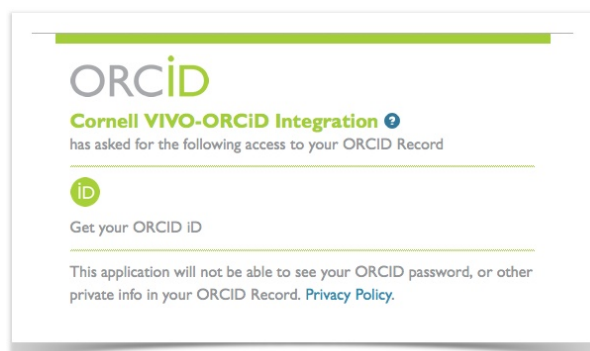 ORCiD
Cornell VIVO-ORCiD Integration ?
has asked for the following access to your ORCID Record
iD
Get your ORCID iD
This application will not be able to see your ORCID password, or other
private info in your ORCID Record. Privacy Policy.